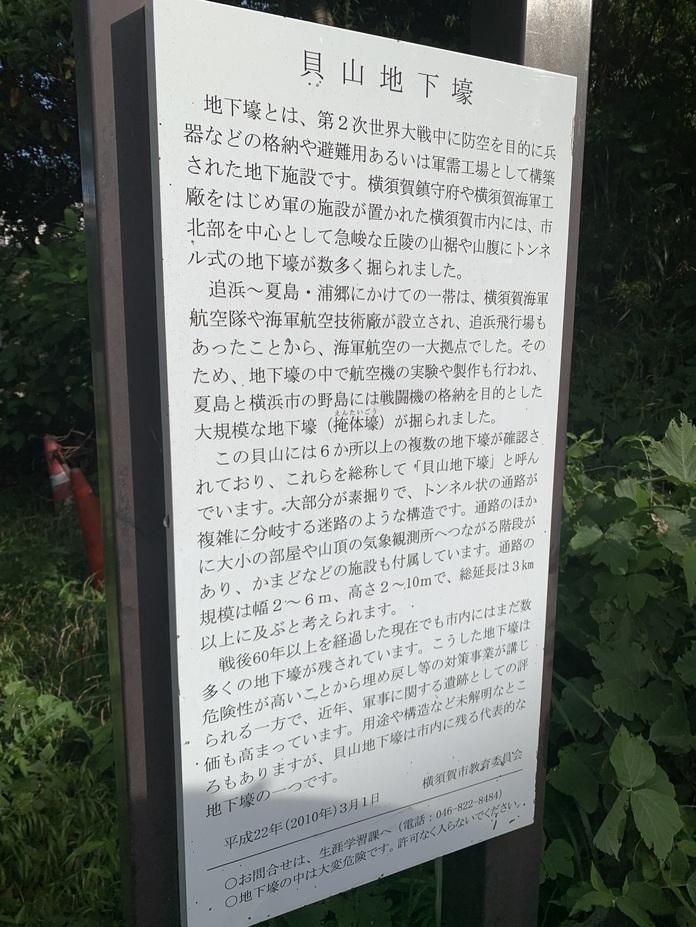 貝山地下壕
地下壕とは、第2次世界大戦中に防空を目的に兵
器などの格納や避難用あるいは軍需工場として構築
された地下施設です。横須賀鎮守府や横須賀海軍工
廠をはじめ軍の施設が置かれた横須賀市内には、市
北部を中心として急峻な丘陵の山裾や山腹にトンネ
ル式の地下壕が数多く掘られました。
追浜～夏島・浦郷にかけての一帯は、横須賀海軍
航空隊や海軍航空技術廠が設立され、追浜飛行場も
あったことから、海軍航空の一大拠点でした。その
ため、地下壕の中で航空機の実験や製作も行われ、
夏島と横浜市の野島には戦闘機の格納を目的とした
えんたいごう
大規模な地下壕（掩体壕）が掘られました。
この貝山には6か所以上の複数の地下壕が確認さ
れており、これらを総称して「貝山地下壕」と呼ん
でいます。大部分が素掘りで、トンネル状の通路が
複雑に分岐する迷路のような構造です。通路のほか
に大小の部屋や山頂の気象観測所へつながる階段が
あり、かまどなどの施設も付属しています。通路の
規模は幅2～6m、高さ2～10mで、総延長は3km
以上に及ぶと考えられます。
戦後60年以上を経過した現在でも市内にはまだ数
多くの地下壕が残されています。こうした地下壕は
危険性が高いことから埋め戻し等の対策事業が講じ
られる一方で、近年、軍事に関する遺跡としての評
価も高まっています。用途や構造など未解明なとこ
ろもありますが、貝山地下壕は市内に残る代表的な
地下壕の一つです。
横須賀市教育委員会
平成22年(2010年)3月1日
○お問合せは、生涯学習課へ（電話：046-822-8484）
○地下壕の中は大変危険です。許可なく入らないでください。